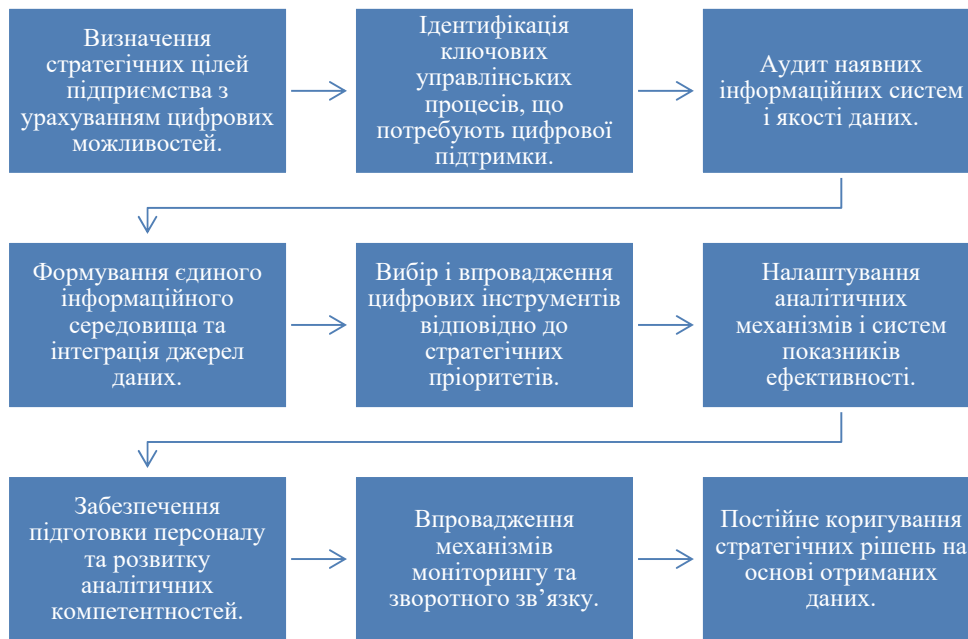 Визначення
стратегічних цілей
підприємства з
урахуванням цифрових
можливостей.
Ідентифікація
ключових
управлінських
процесів, що
потребують цифрової
підтримки.
Аудит наявних
інформаційних систем
і якості даних.
Формування єдиного
інформаційного
середовища та
інтеграція джерел
даних.
Вибір і впровадження
цифрових інструментів
відповідно до
стратегічних
пріоритетів.
Налаштування
аналітичних
механізмів і систем
показників
ефективності.
Забезпечення
підготовки персоналу
та розвитку
аналітичних
компетентностей.
Впровадження
механізмів
моніторингу та
зворотного зв’язку.
Постійне коригування
стратегічних рішень на
основі отриманих
даних.